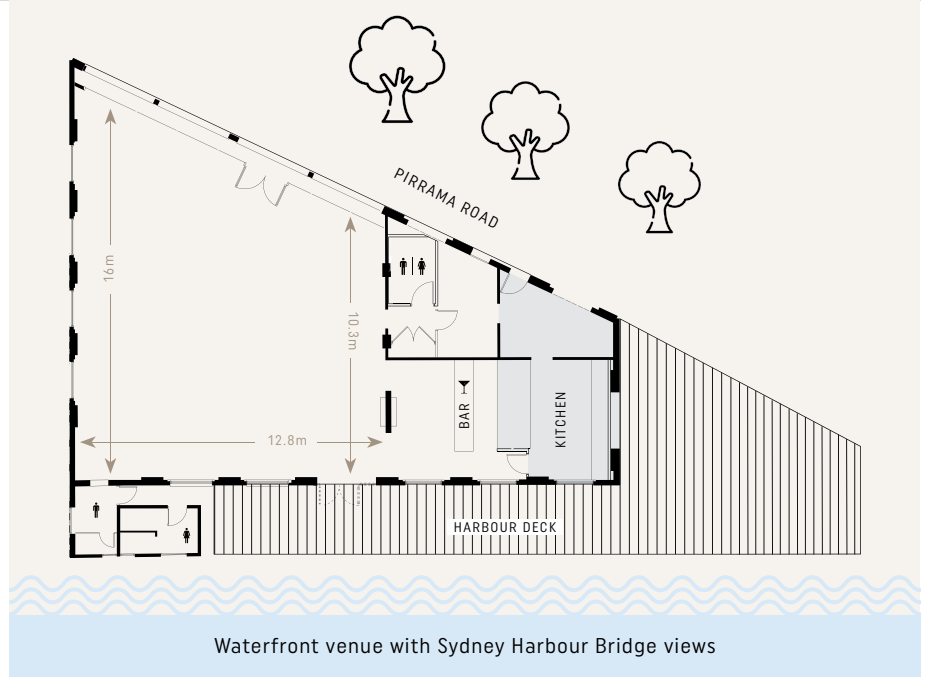 PIRRAMA ROAD
16m
10.3m
12.8m
BAR
KITCHEN
HARBOUR DECK
Waterfront venue with Sydney Harbour Bridge views